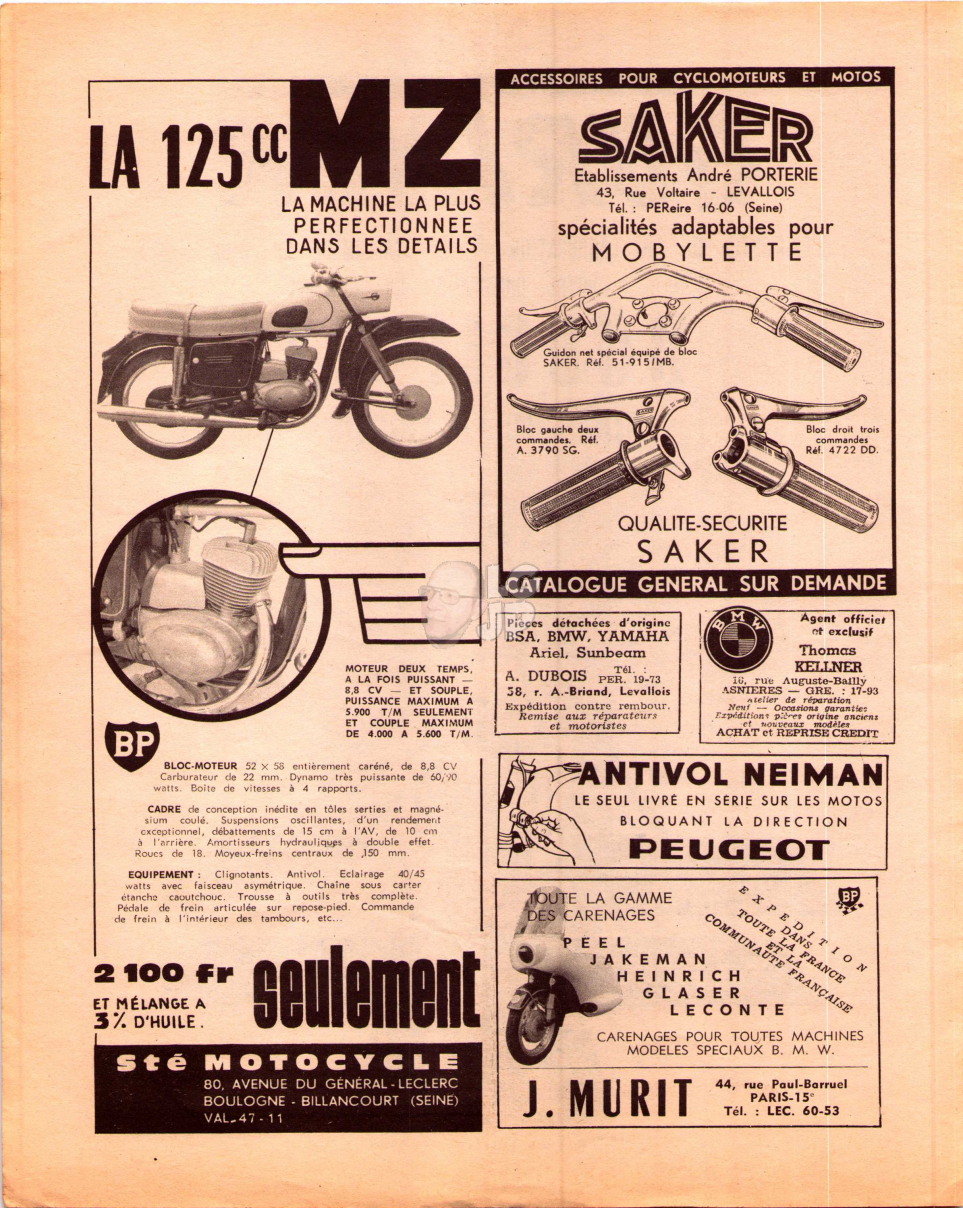 LA 125 cc MZ
LA MACHINE LA PLUS
PERFECTIONNEE
DANS LES DETAILS
MOTEUR DEUX TEMPS,
A LA FOIS PUISSANT —
8,8 CV — ET SOUPLE,
PUISSANCE MAXIMUM A
5.900 T/M SEULEMENT
ET COUPLE MAXIMUM
DE 4.000 A 5.600 T/M.
BP
BLOC-MOTEUR 52 x 58 entièrement caréné, de 8,8 CV
Carburateur de 22 mm. Dynamo très puissante de 60/90
watts. Boîte de vitesses à 4 rapports.
CADRE de conception inédite en tôles serties et magné-
sium coulé. Suspensions oscillantes, d'un rendement
exceptionnel, débattements de 15 cm à l'AV, de 10 cm
à l'arrière. Amortisseurs hydrauliques à double effet.
Roues de 18. Moyeux-freins centraux de 150 mm.
EQUIPEMENT : Clignotants. Antivol. Eclairage 40/45
watts avec faisceau asymétrique. Chaîne sous carter
étanche caoutchouc. Trousse à outils très complète.
Pédale de frein articulée sur repose-pied. Commande
de frein à l'intérieur des tambours, etc...
2 100 fr seulement
ET MÉLANGE A
3 % D'HUILE.
Sté MOTOCYCLE
80, AVENUE DU GÉNÉRAL-LECLERC
BOULOGNE - BILLANCOURT (SEINE)
VAL. 47 - 11
ACCESSOIRES POUR CYCLOMOTEURS ET MOTOS
SAKER
Etablissements André PORTERIE
43, Rue Voltaire - LEVALLOIS
Tél. : PEReire 16-06 (Seine)
spécialités adaptables pour
MOBYLETTE
Guidon net spécial équipé de bloc
SAKER. Réf. 51-915/MB.
Bloc gauche deux
commandes. Réf.
A. 3790 SG.
Bloc droit trois
commandes
Réf. 4722 DD.
QUALITE-SECURITE
SAKER
CATALOGUE GENERAL SUR DEMANDE
Pièces détachées d'origine
BSA, BMW, YAMAHA
Ariel, Sunbeam
A. DUBOIS Tél. : PER. 19-73
58, r. A.-Briand, Levallois
Expédition contre rembour.
Remise aux réparateurs
et motoristes
BMW
Agent officiel
et exclusif
Thomas
KELLNER
16, rue Auguste-Bailly
ASNIERES — GRE. : 17-93
Atelier de réparation
Neuf — Occasions garanties
Expéditions pièces origine anciens
et nouveaux modèles
ACHAT et REPRISE CREDIT
ANTIVOL NEIMAN
LE SEUL LIVRÉ EN SÉRIE SUR LES MOTOS
BLOQUANT LA DIRECTION
PEUGEOT
TOUTE LA GAMME
DES CARENAGES
PEEL
JAKEMAN
HEINRICH
GLASER
LECONTE
BP
EXPEDITION
DANS
TOUTE LA FRANCE
ET LA
COMMUNAUTE FRANÇAISE
CARENAGES POUR TOUTES MACHINES
MODELES SPECIAUX B. M. W.
J. MURIT
44, rue Paul-Barruel
PARIS-15e
Tél. : LEC. 60-53